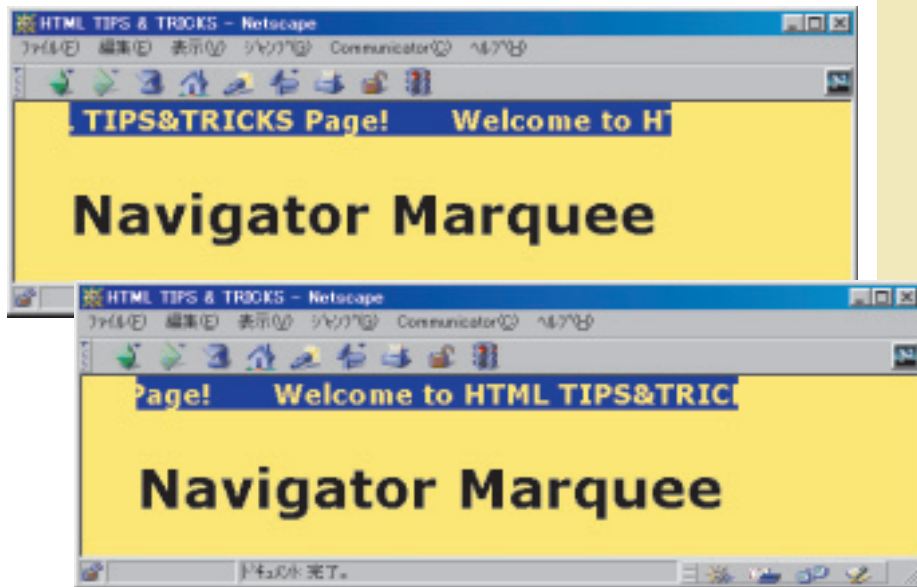 HTML TIPS & TRICKS - Netscape
ファイル(F) 編集(E) 表示(V) ジャンプ(G) Communicator(C) ヘルプ(H)
. TIPS&TRICKS Page! Welcome to HT
Navigator Marquee
HTML TIPS & TRICKS - Netscape
ファイル(F) 編集(E) 表示(V) ジャンプ(G) Communicator(C) ヘルプ(H)
Page! Welcome to HTML TIPS&TRICK
Navigator Marquee
ドキュメント: 完了。